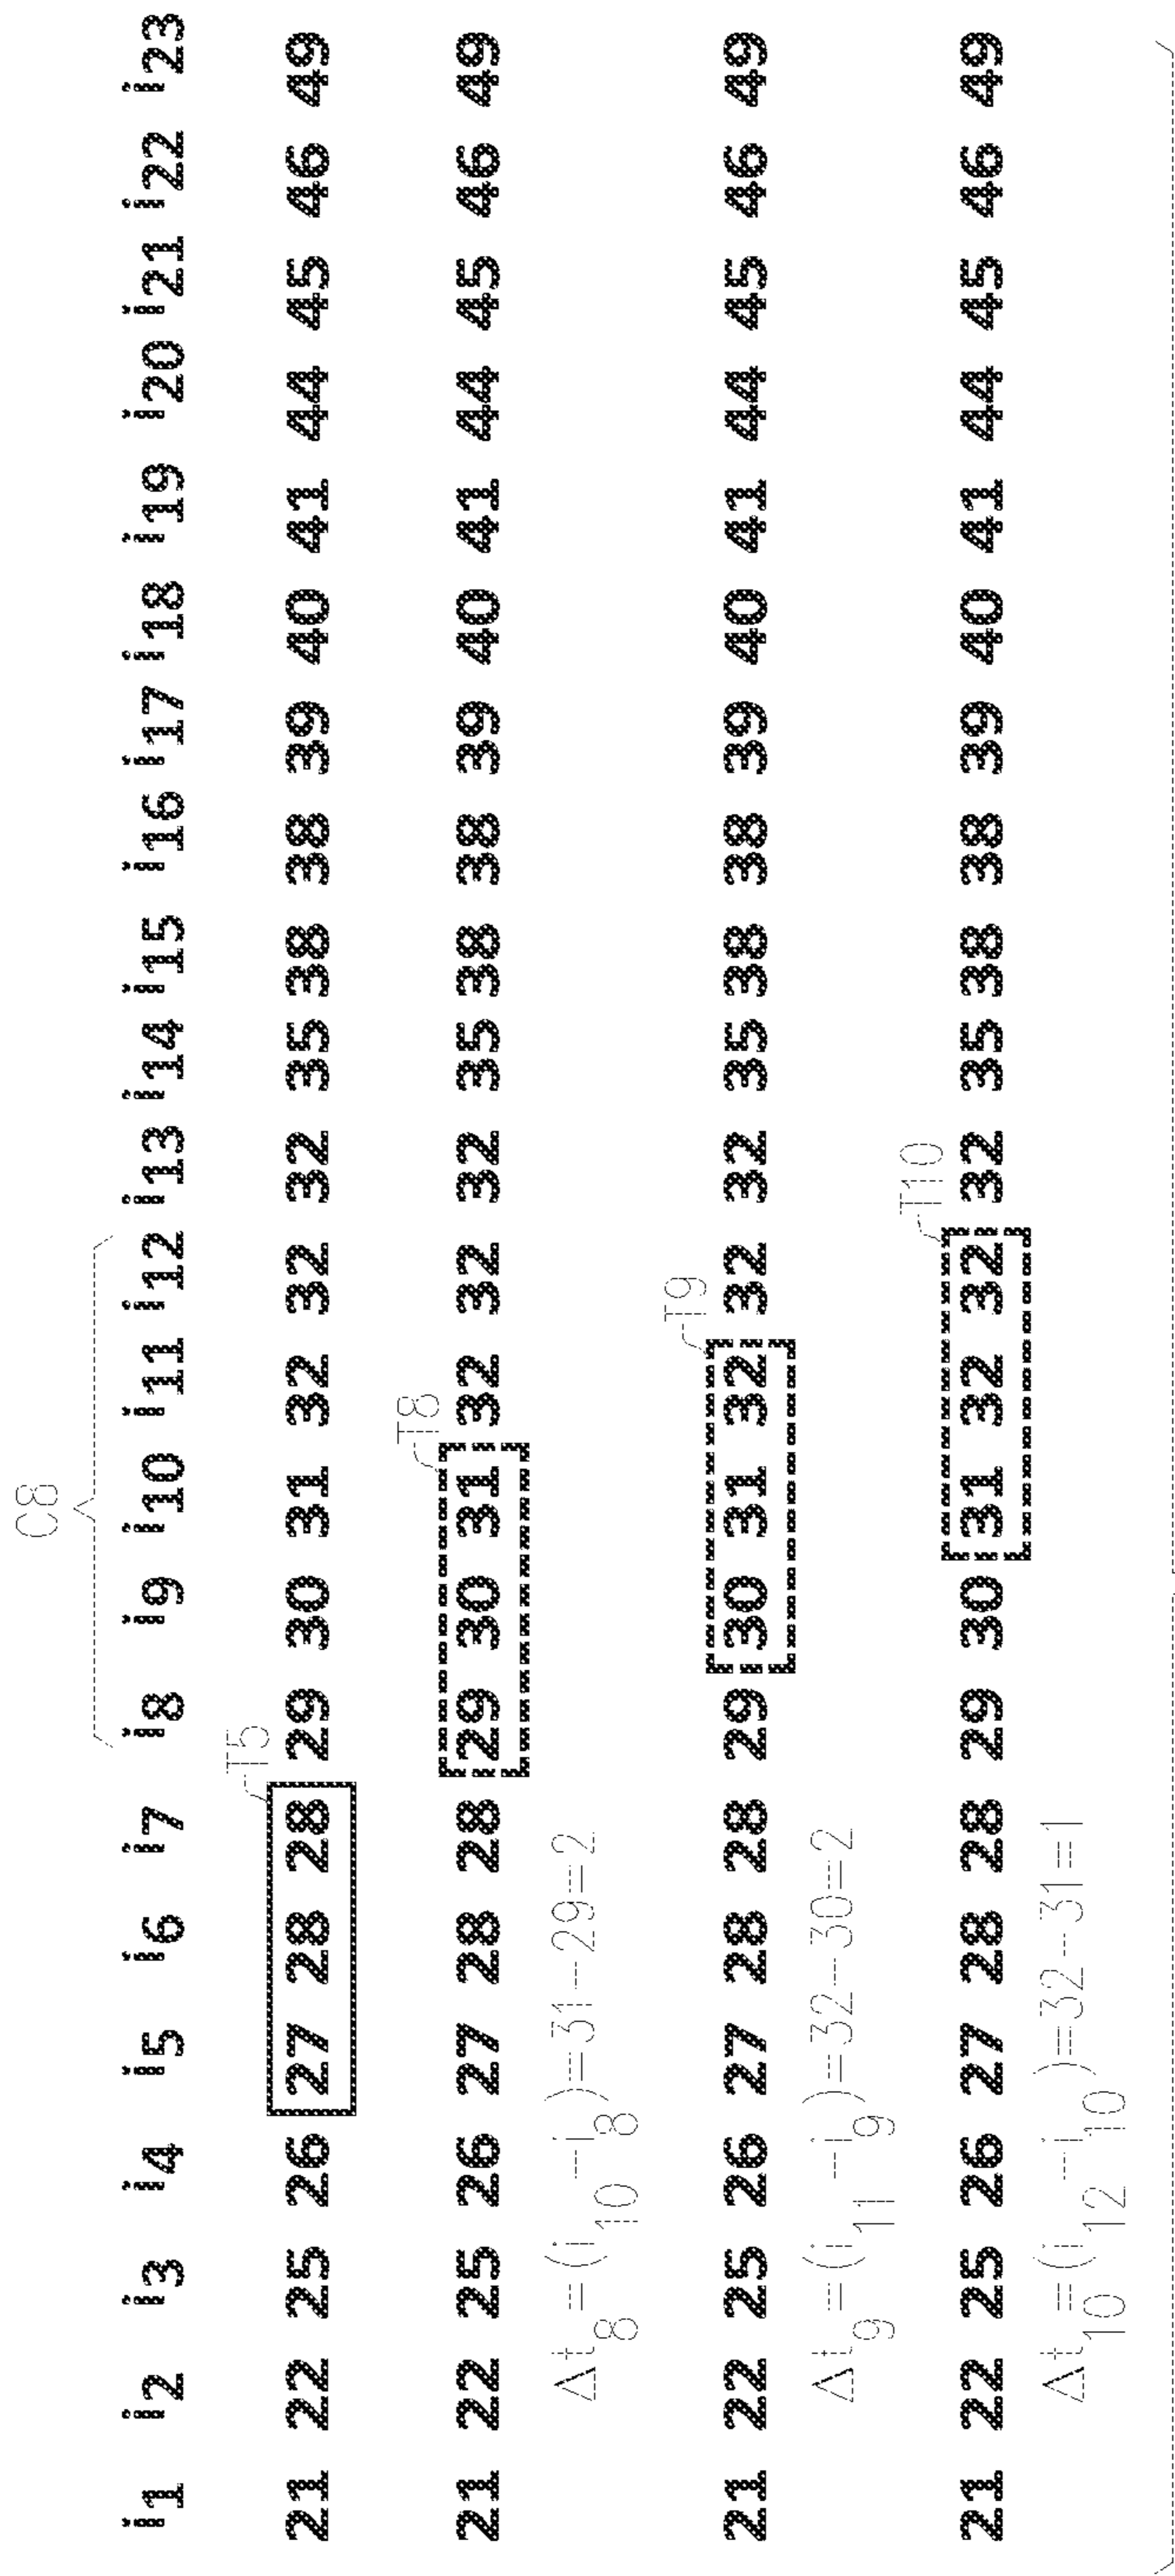 C8
i1 i2 i3 i4 i5 i6 i7 i8 i9 i10 i11 i12 i13 i14 i15 i16 i17 i18 i19 i20 i21 i22 i23
T5
21 22 25 26 27 28 28 29 30 31 32 32 32 35 38 38 39 40 41 44 45 46 49
T8
21 22 25 26 27 28 28 29 30 31 32 32 32 35 38 38 39 40 41 44 45 46 49
Δt8=(i10-i8)=31-29=2
T9
21 22 25 26 27 28 28 29 30 31 32 32 32 35 38 38 39 40 41 44 45 46 49
Δt9=(i11-i9)=32-30=2
T10
21 22 25 26 27 28 28 29 30 31 32 32 32 35 38 38 39 40 41 44 45 46 49
Δt10=(i12-i10)=32-31=1